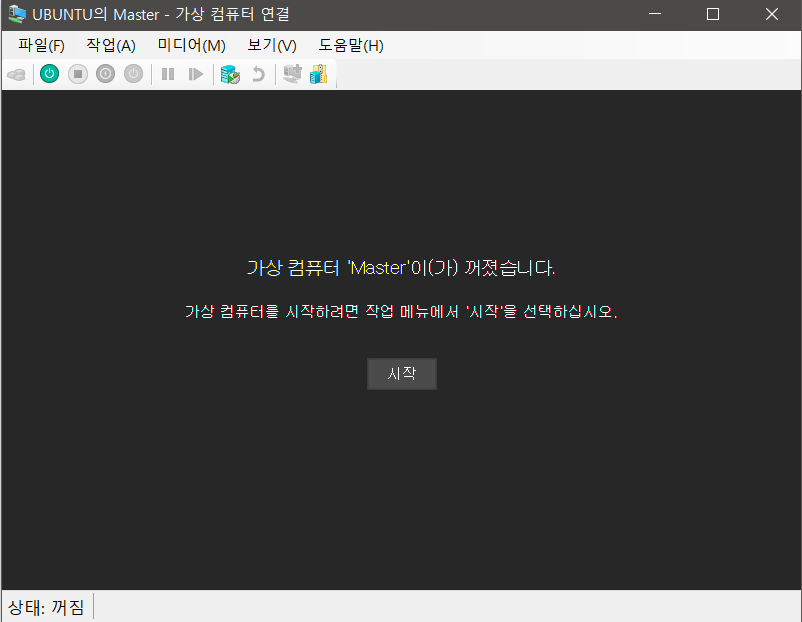 UBUNTU의 Master - 가상 컴퓨터 연결
파일(F) 작업(A) 미디어(M) 보기(V) 도움말(H)
가상 컴퓨터 'Master'이(가) 꺼졌습니다.
가상 컴퓨터를 시작하려면 작업 메뉴에서 '시작'을 선택하십시오.
시작
상태: 꺼짐